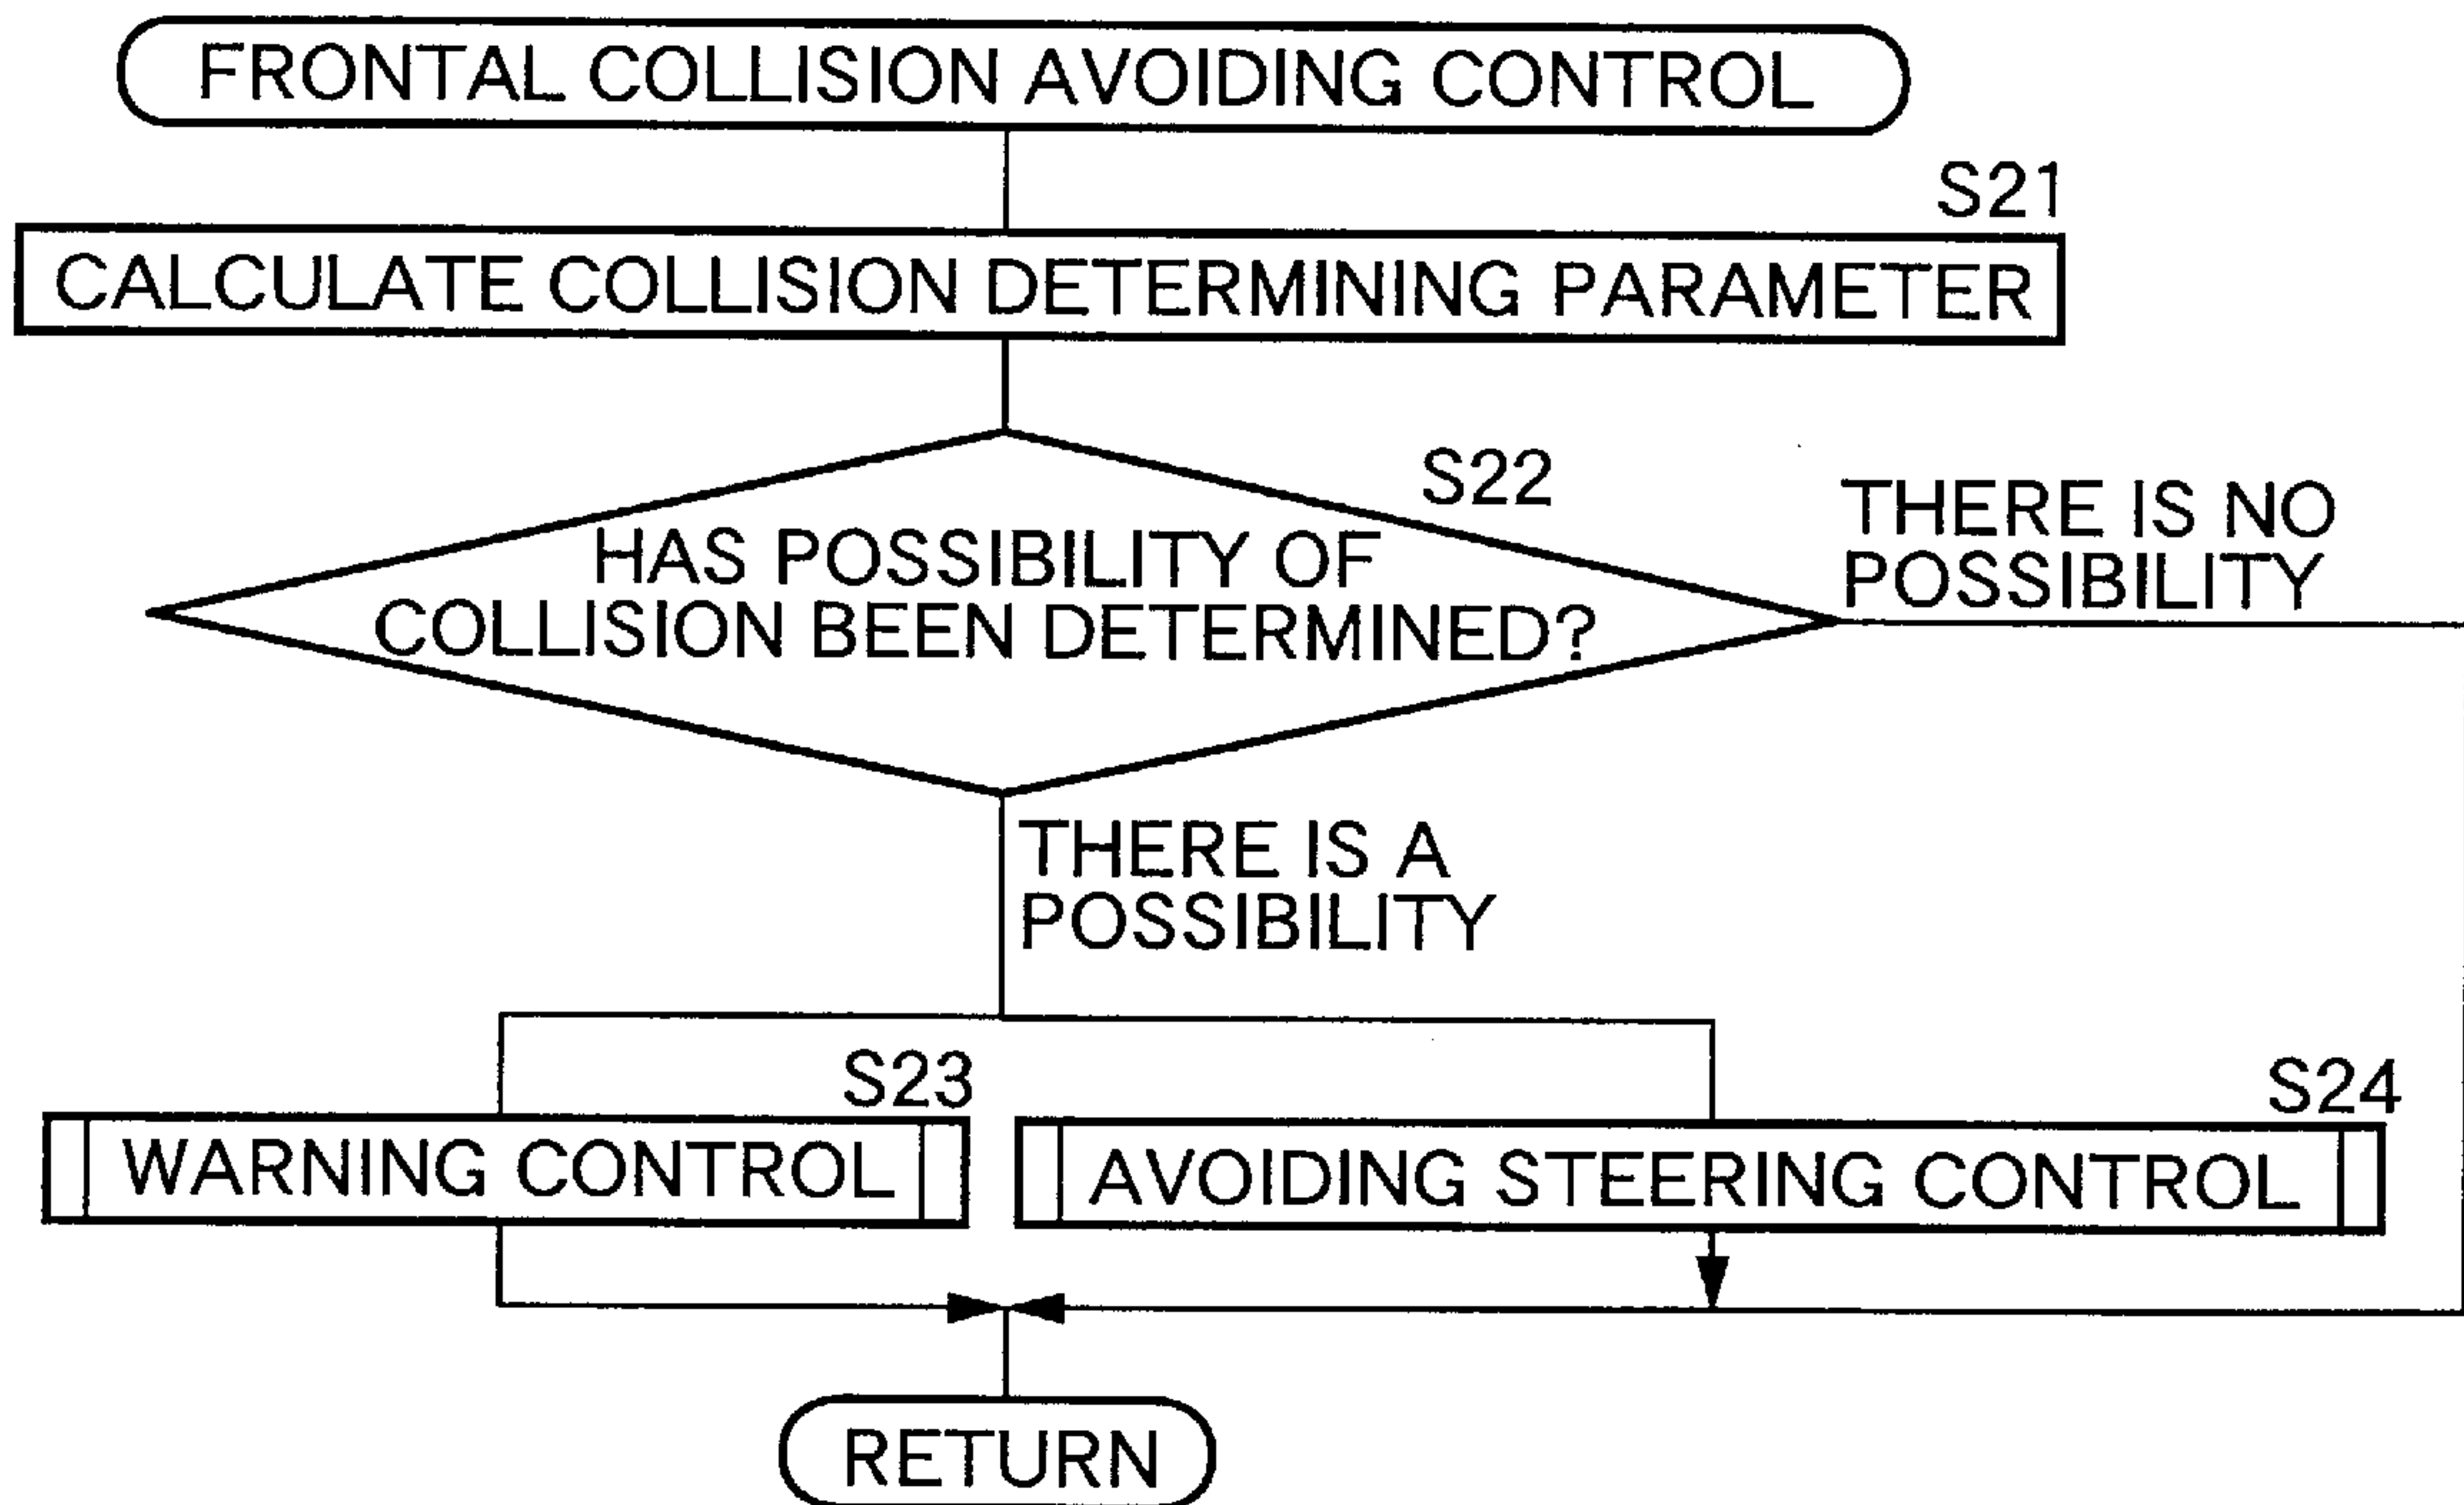 FRONTAL COLLISION AVOIDING CONTROL
S21
CALCULATE COLLISION DETERMINING PARAMETER
S22
HAS POSSIBILITY OF
COLLISION BEEN DETERMINED?
THERE IS NO
POSSIBILITY
THERE IS A
POSSIBILITY
S23
WARNING CONTROL
S24
AVOIDING STEERING CONTROL
RETURN